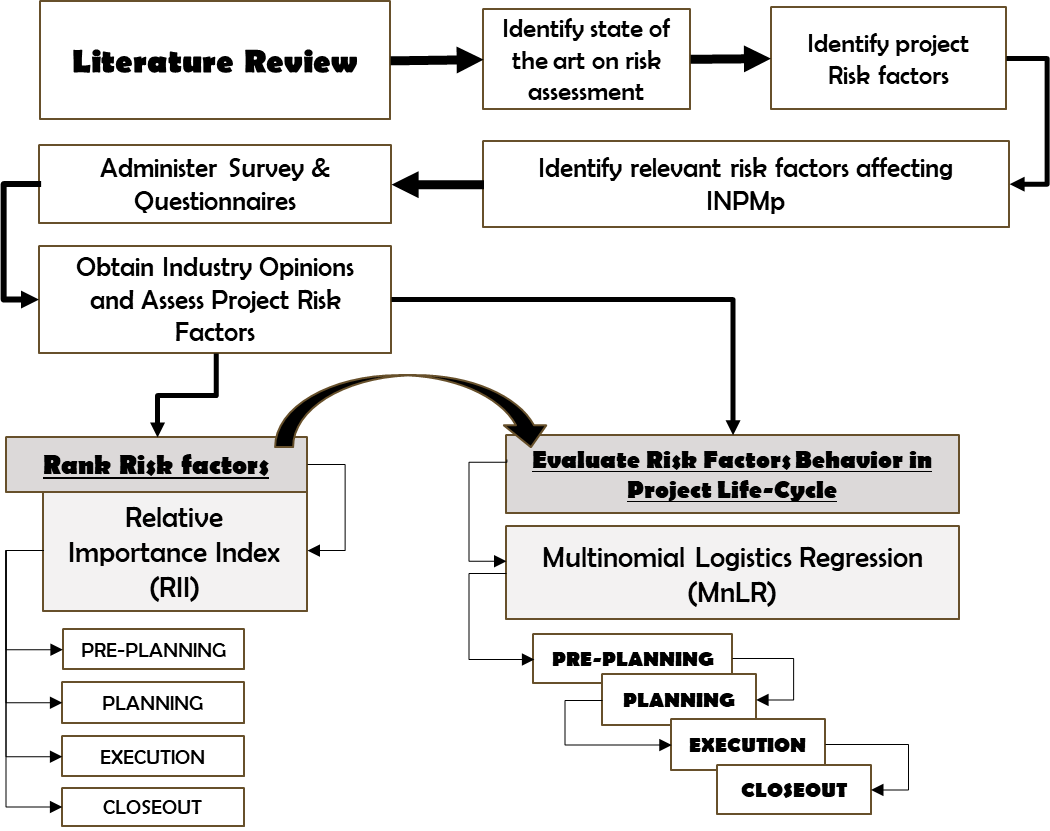 Literature Review
Identify state of
the art on risk
assessment
Identify project
Risk factors
Administer Survey &
Questionnaires
Identify relevant risk factors affecting
INPMp
Obtain Industry Opinions
and Assess Project Risk
Factors
Rank Risk factors
Relative
Importance Index
(RII)
PRE-PLANNING
PLANNING
EXECUTION
CLOSEOUT
Evaluate Risk Factors Behavior in
Project Life-Cycle
Multinomial Logistics Regression
(MnLR)
PRE-PLANNING
PLANNING
EXECUTION
CLOSEOUT